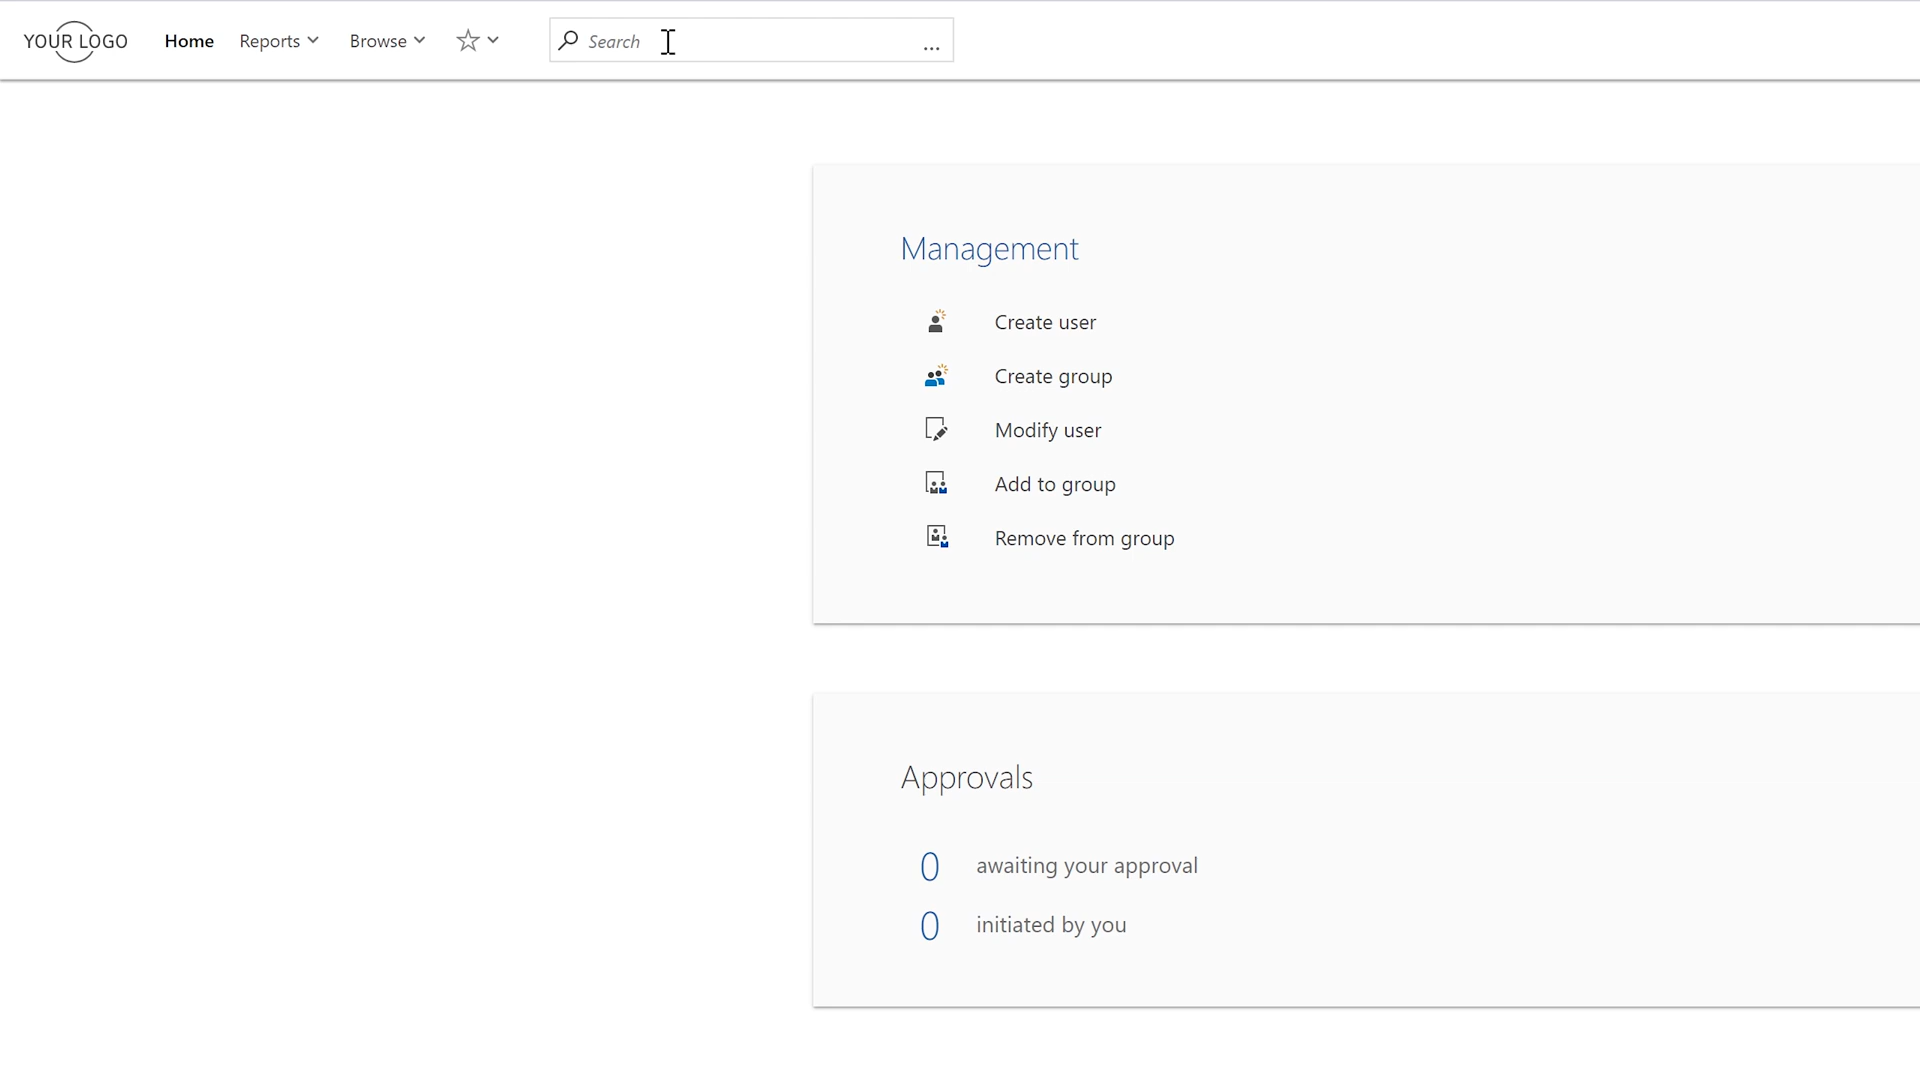 YOUR LOGO Home Reports Browse Search ...
Management
Create user
Create group
Modify user
Add to group
Remove from group
Approvals
0 awaiting your approval
0 initiated by you